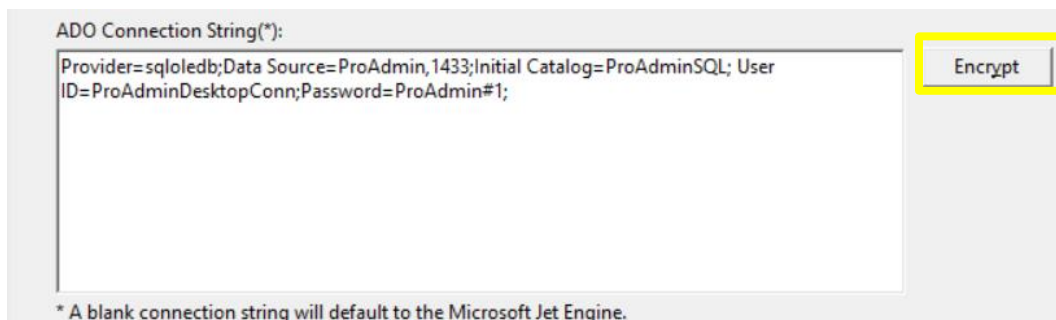 ADO Connection String(*):
Provider=sqloledb;Data Source=ProAdmin,1433;Initial Catalog=ProAdminSQL; User
ID=ProAdminDesktopConn;Password=ProAdmin#1;
Encrypt
* A blank connection string will default to the Microsoft Jet Engine.